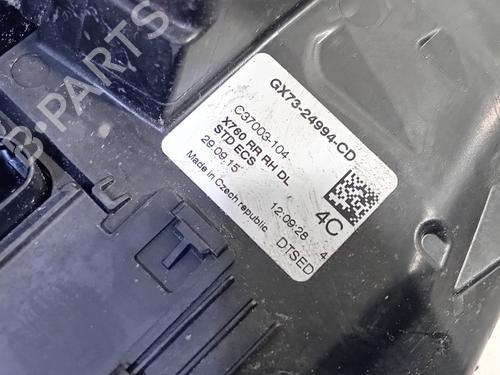 B-PARTS
GX73-24994-CD
C37003-104
X760 RR RH DL
STD ECS
29.09.15
12:09:28
4C
4
Made in Czech republic
DTSED